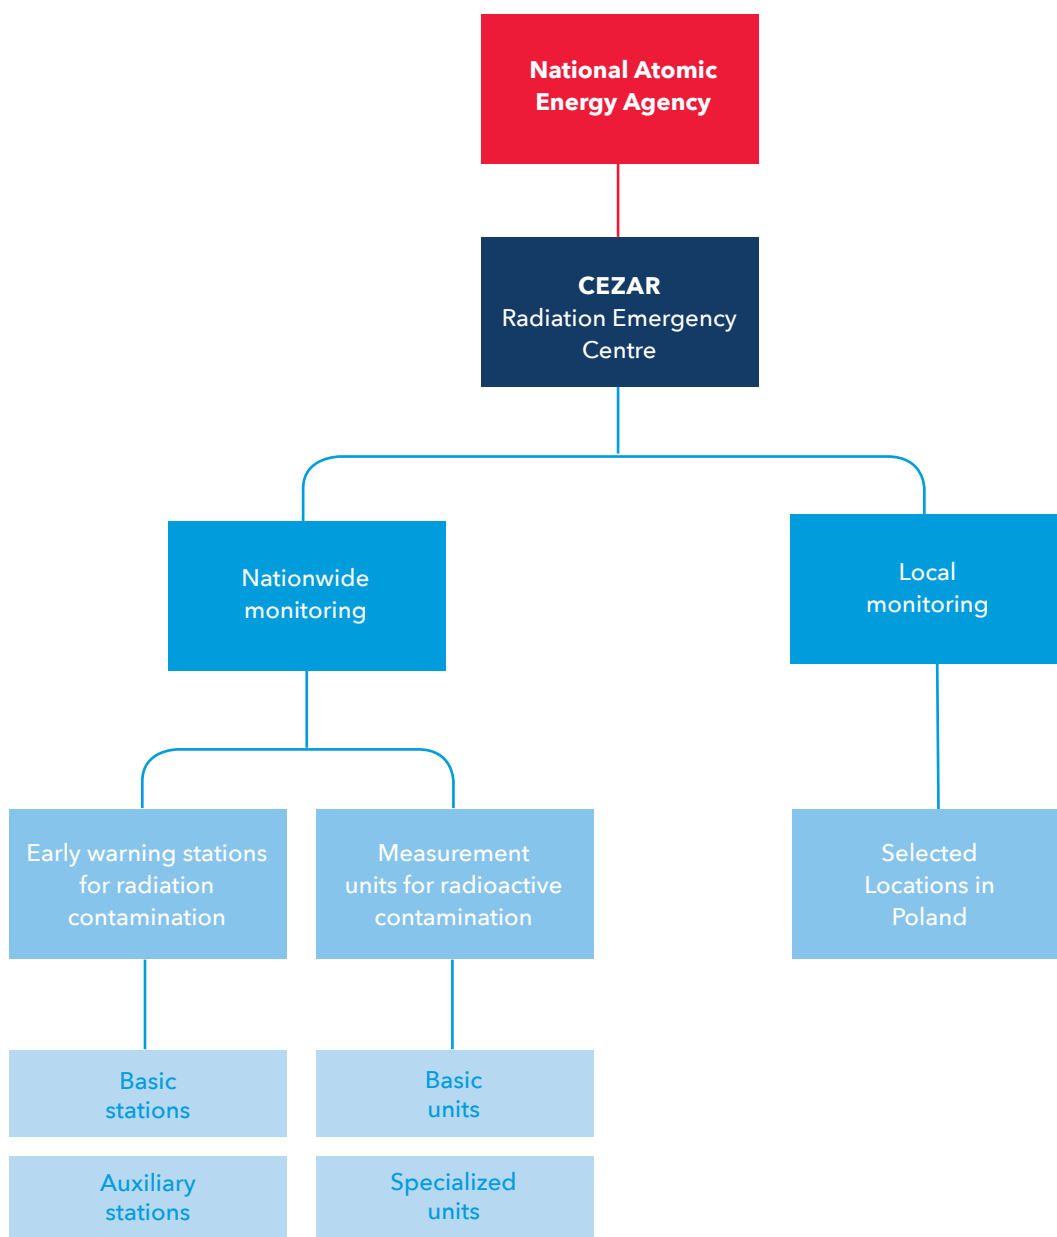 National Atomic
Energy Agency
CEZAR
Radiation Emergency
Centre
Nationwide
monitoring
Local
monitoring
Early warning stations
for radiation
contamination
Measurement
units for radioactive
contamination
Selected
Locations in
Poland
Basic
stations
Basic
units
Auxiliary
stations
Specialized
units